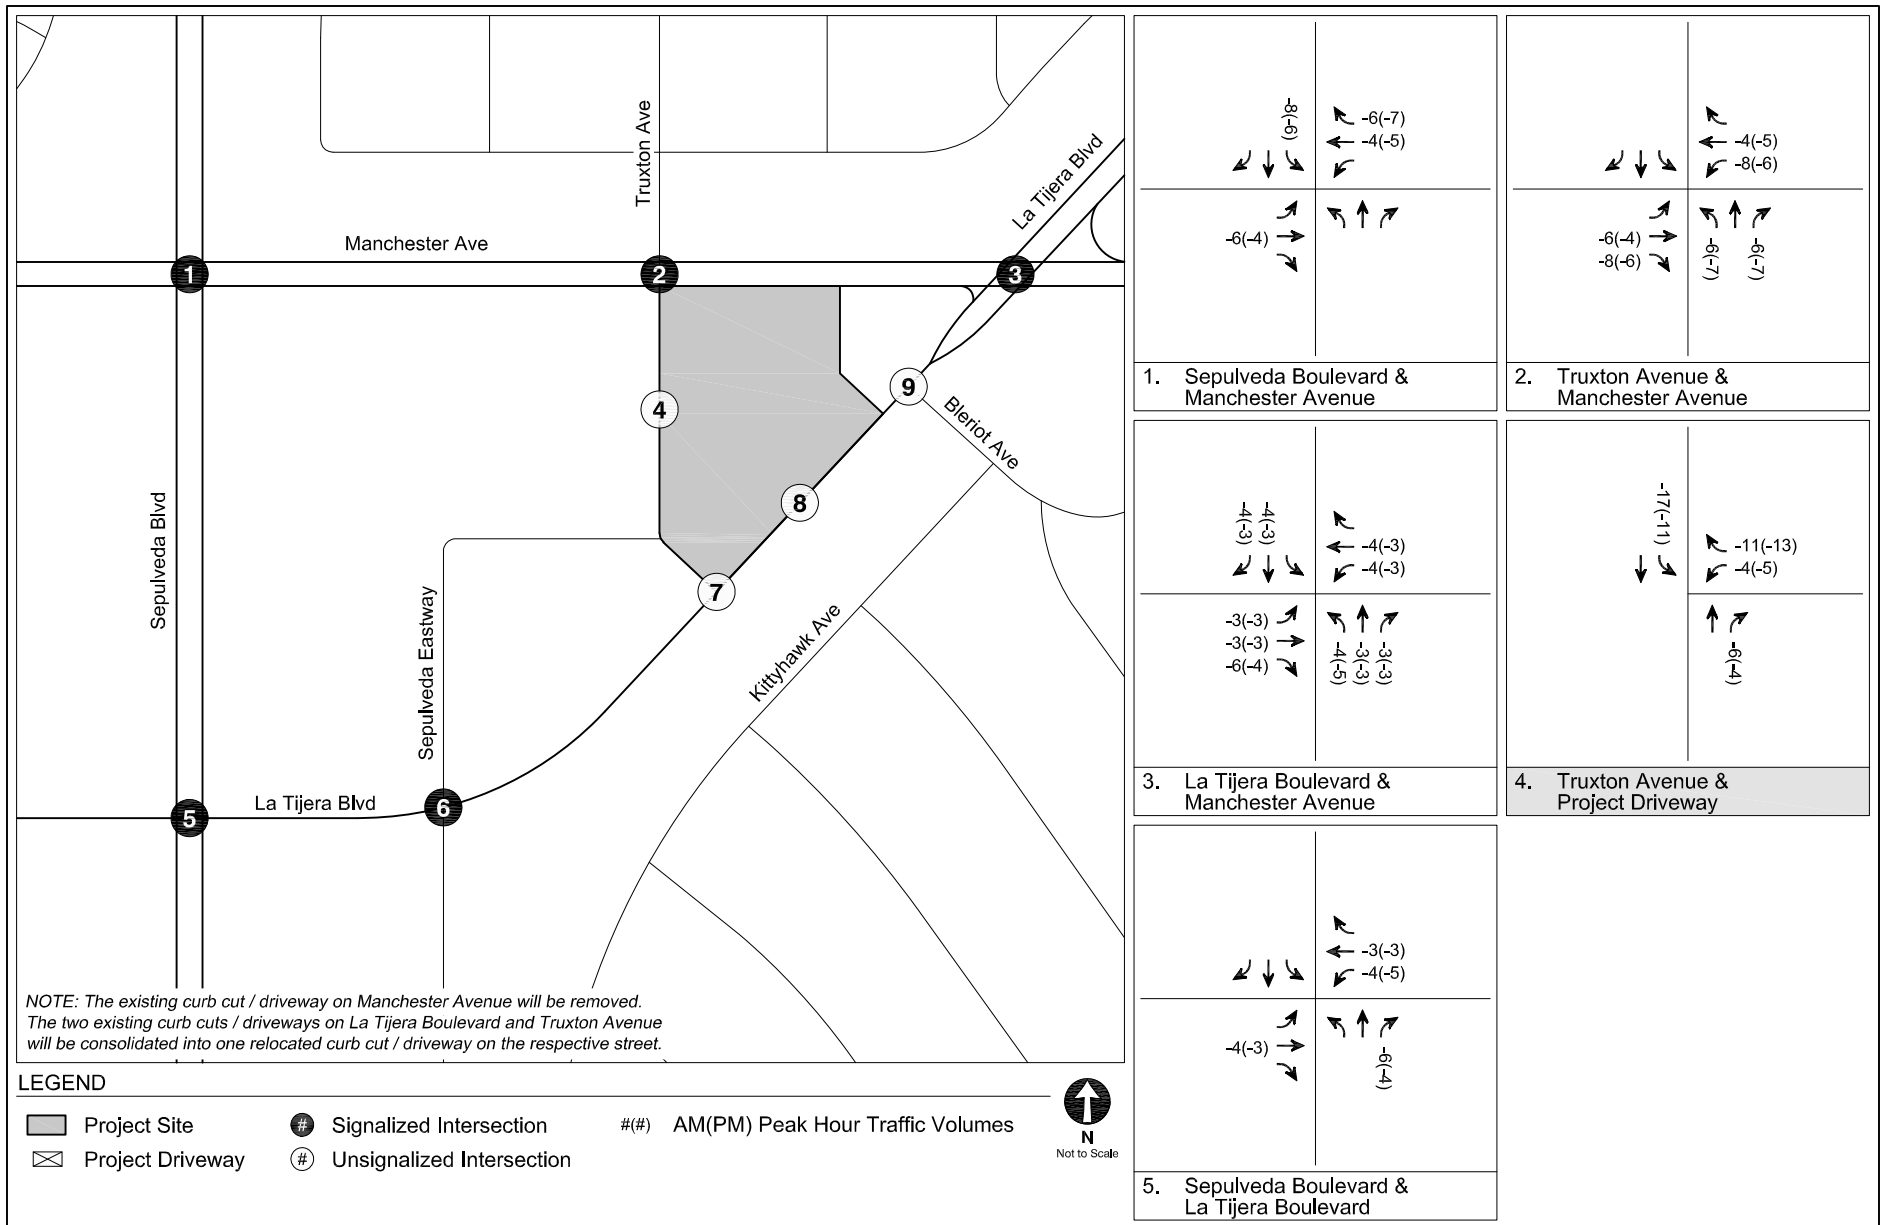 Truxton Ave
La Tijera Blvd
Manchester Ave
1
2
3
9
4
Bleriot Ave
8
Sepulveda Blvd
7
Sepulveda Eastway
Kittyhawk Ave
La Tijera Blvd
5
6
NOTE: The existing curb cut / driveway on Manchester Avenue will be removed.
The two existing curb cuts / driveways on La Tijera Boulevard and Truxton Avenue
will be consolidated into one relocated curb cut / driveway on the respective street.
LEGEND
Project Site
# Signalized Intersection
#(#) AM(PM) Peak Hour Traffic Volumes
Project Driveway
# Unsignalized Intersection
N
Not to Scale
-8(-6)
-6(-7)
-4(-5)
-6(-4)
1. Sepulveda Boulevard &
Manchester Avenue
-4(-5)
-8(-6)
-6(-4)
-8(-6)
-6(-7)
-6(-7)
2. Truxton Avenue &
Manchester Avenue
-4(-3)
-4(-3)
-4(-3)
-4(-3)
-3(-3)
-3(-3)
-6(-4)
-4(-5)
-3(-3)
-3(-3)
3. La Tijera Boulevard &
Manchester Avenue
-17(-11)
-11(-13)
-4(-5)
-6(-4)
4. Truxton Avenue &
Project Driveway
-3(-3)
-4(-5)
-4(-3)
-6(-4)
5. Sepulveda Boulevard &
La Tijera Boulevard